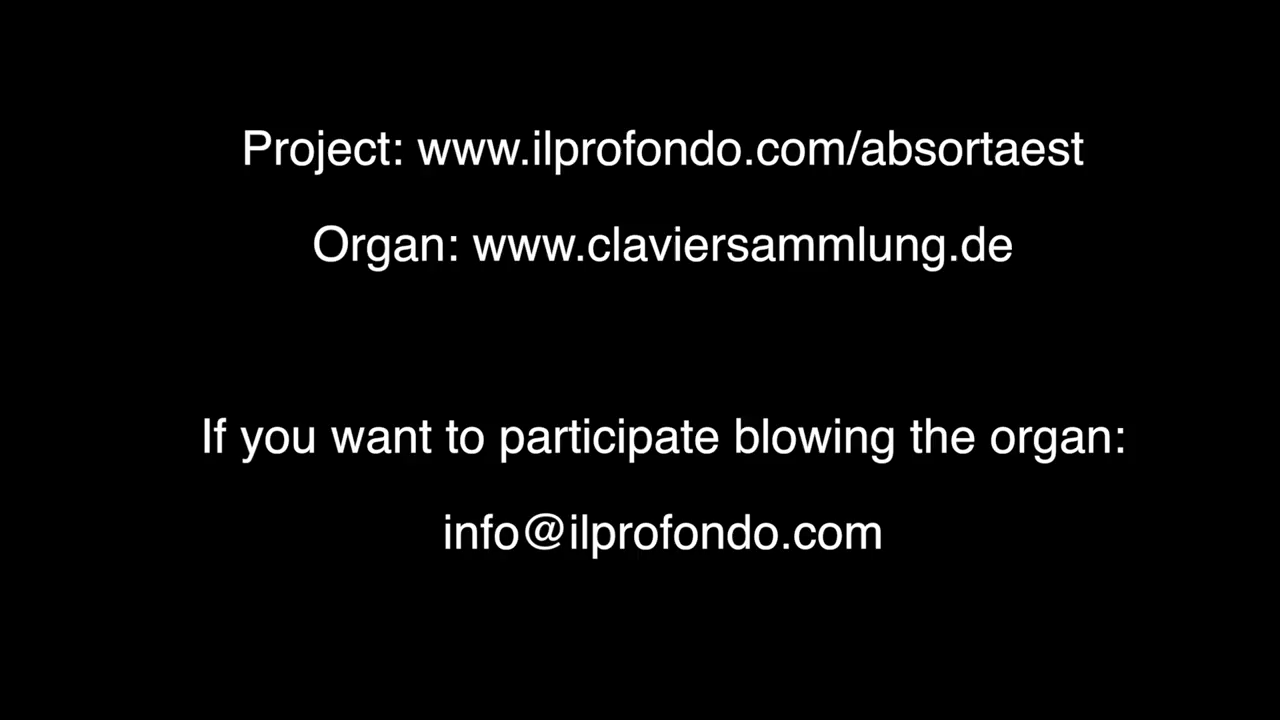 Project: www.ilprofondo.com/absortaest
Organ: www.claviersammlung.de
If you want to participate blowing the organ:
info@ilprofondo.com